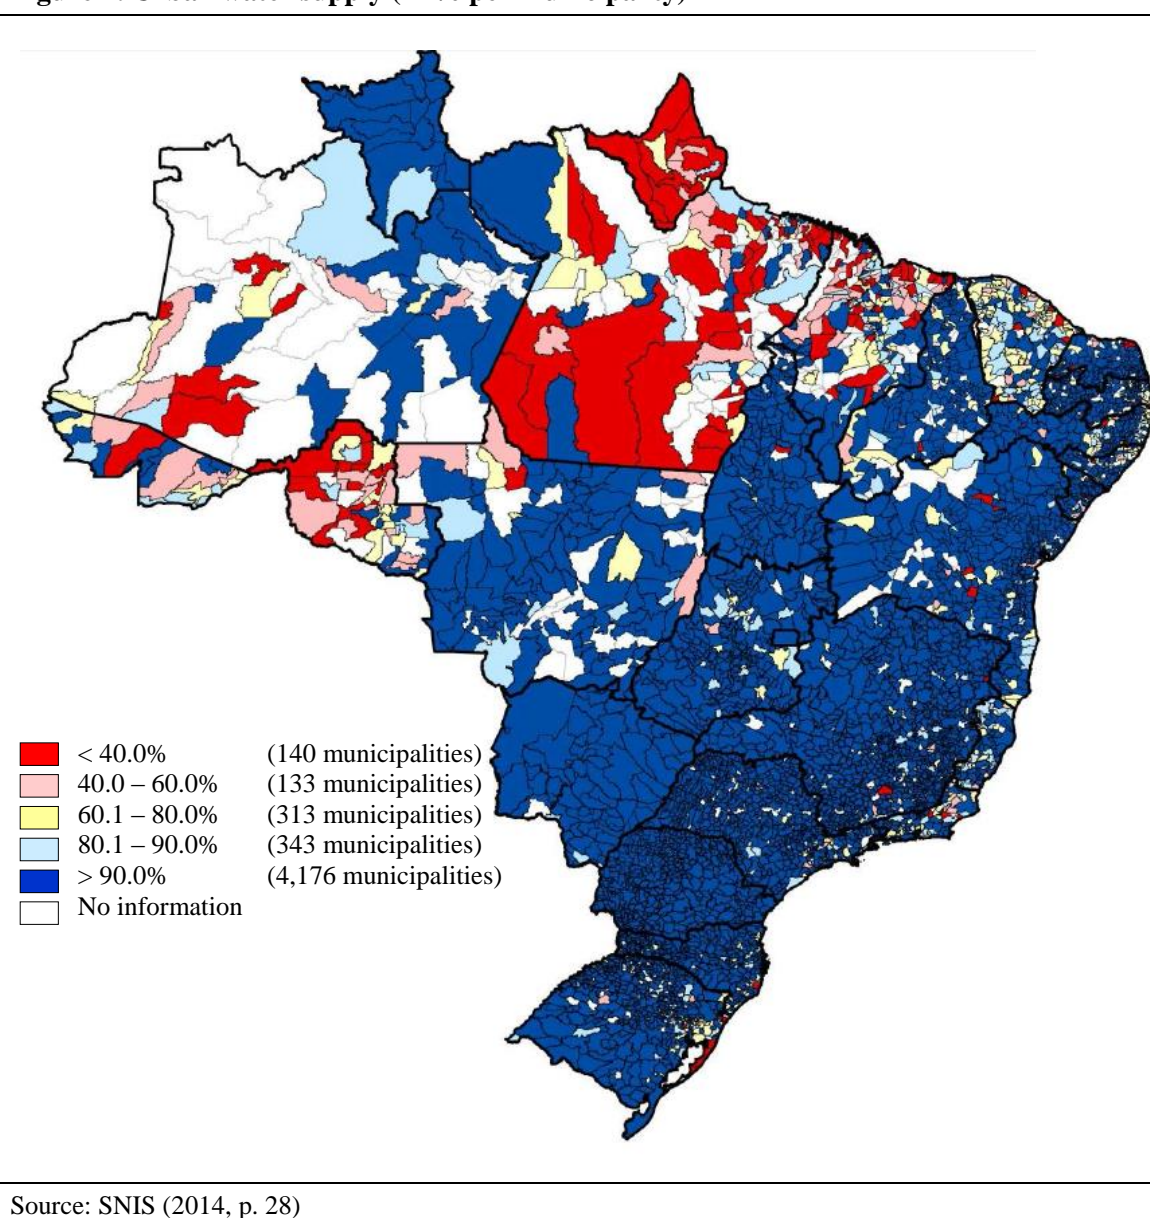 < 40.0% (140 municipalities)
40.0 – 60.0% (133 municipalities)
60.1 – 80.0% (313 municipalities)
80.1 – 90.0% (343 municipalities)
> 90.0% (4,176 municipalities)
No information
Source: SNIS (2014, p. 28)